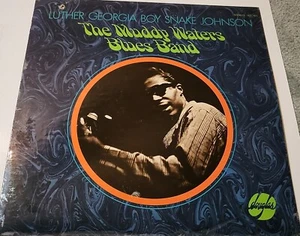 LUTHER GEORGIA BOY SNAKE JOHNSON
The Muddy Waters
Blues Band